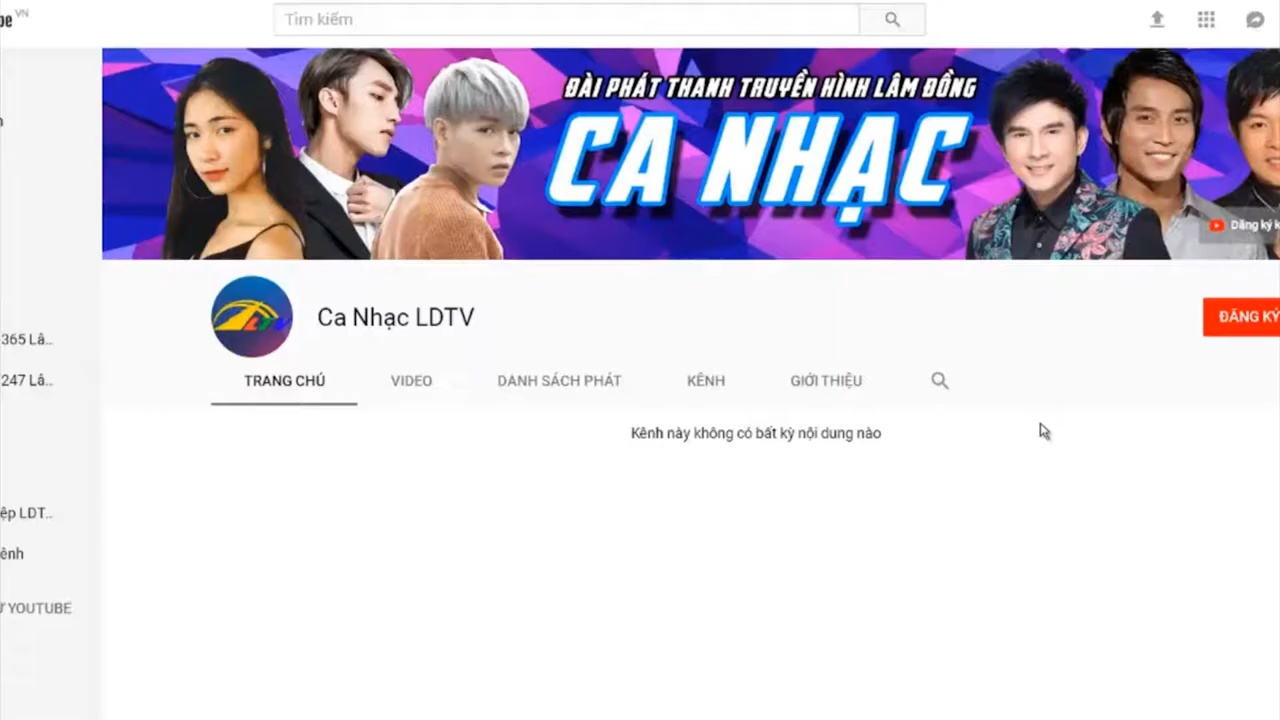 be VN
Tìm kiếm
ĐÀI PHÁT THANH TRUYỀN HÌNH LÂM ĐỒNG
CA NHẠC
Đăng ký k
LDTV
Ca Nhạc LDTV
ĐĂNG KÝ
TRANG CHỦ
VIDEO
DANH SÁCH PHÁT
KÊNH
GIỚI THIỆU
Kênh này không có bất kỳ nội dung nào
365 Lâ..
247 Lâ..
ệp LDT..
ênh
Ừ YOUTUBE